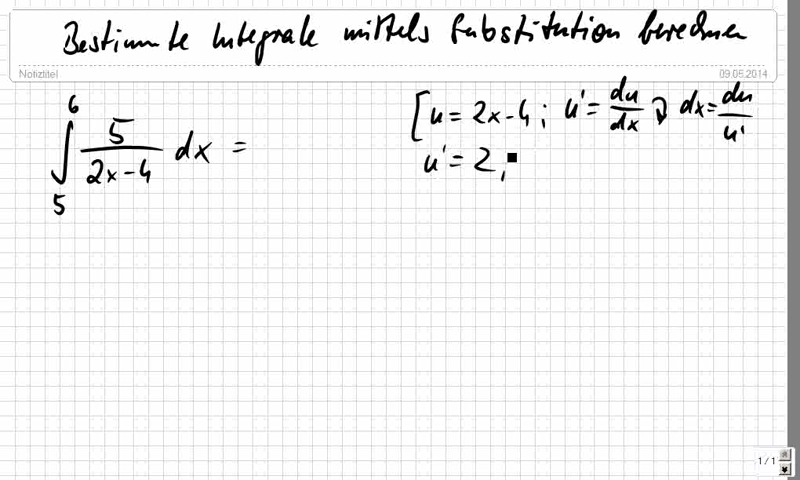 Bestimmte Integrale mittels Substitution berechnen
Notiztitel
09.05.2014
6
∫ 5/(2x-4) dx =
5
[u = 2x-4 ; u' = du/dx ⇒ dx = du/u'
u' = 2,
1/1